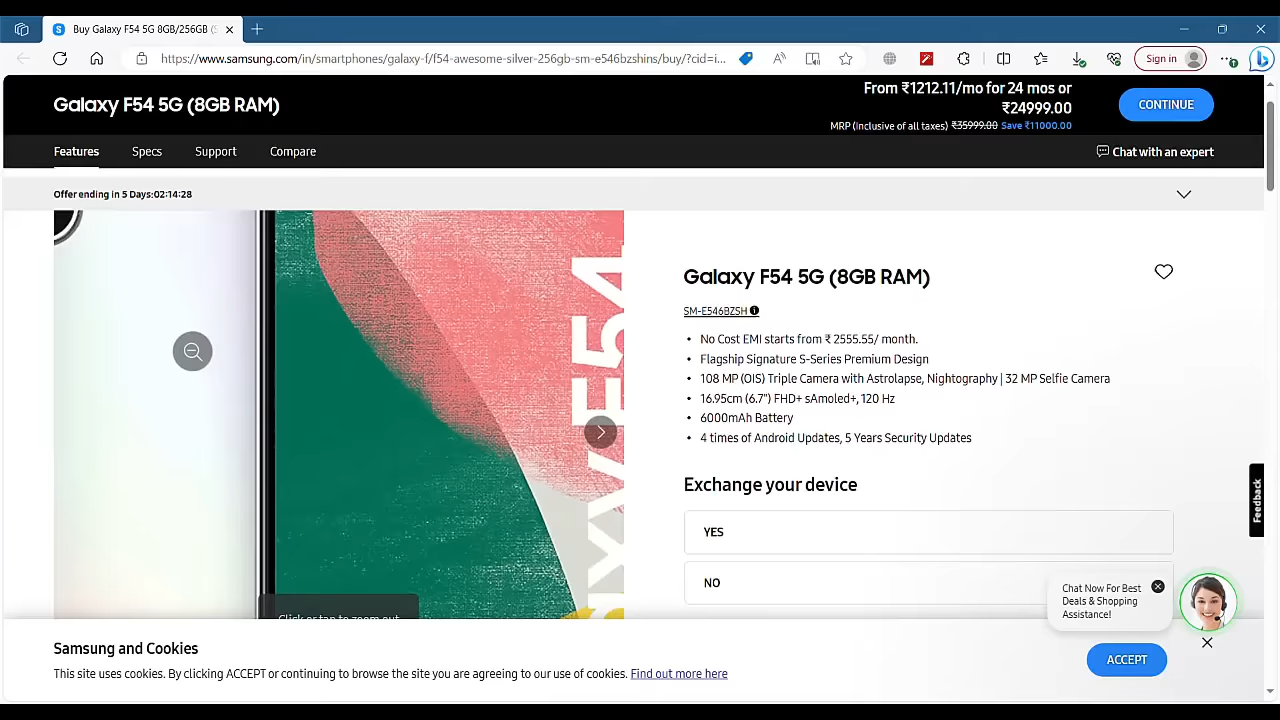 Buy Galaxy F54 5G 8GB/256GB (S
Sign in
https://www.samsung.com/in/smartphones/galaxy-f/f54-awesome-silver-256gb-sm-e546bzshins/buy/?cid=i...
Galaxy F54 5G (8GB RAM)
From ₹1212.11/mo for 24 mos or
₹24999.00
MRP (Inclusive of all taxes) ₹35999.00 Save ₹11000.00
CONTINUE
Features
Specs
Support
Compare
Chat with an expert
Offer ending in 5 Days:02:14:28
Galaxy F54 5G (8GB RAM)
SM-E546BZSH
• No Cost EMI starts from ₹ 2555.55/ month.
• Flagship Signature S-Series Premium Design
• 108 MP (OIS) Triple Camera with Astrolapse, Nightography | 32 MP Selfie Camera
• 16.95cm (6.7") FHD+ sAmoled+, 120 Hz
• 6000mAh Battery
• 4 times of Android Updates, 5 Years Security Updates
Exchange your device
YES
NO
Feedback
Chat Now For Best
Deals & Shopping
Assistance!
Click or tap to zoom out
Samsung and Cookies
This site uses cookies. By clicking ACCEPT or continuing to browse the site you are agreeing to our use of cookies. Find out more here
ACCEPT